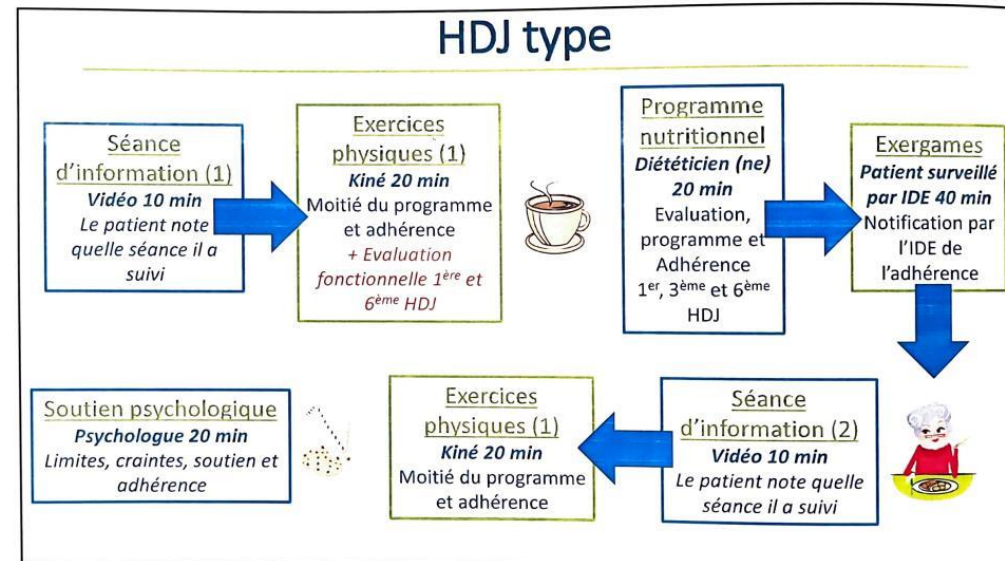 HDJ type
Séance
d'information (1)
Vidéo 10 min
Le patient note
quelle séance il a
suivi
Exercices
physiques (1)
Kiné 20 min
Moitié du programme
et adhérence
+ Evaluation
fonctionnelle 1ère et
6ème HDJ
Programme
nutritionnel
Diététicien (ne)
20 min
Evaluation,
programme et
Adhérence
1er, 3ème et 6ème
HDJ
Exergames
Patient surveillé
par IDE 40 min
Notification par
l'IDE de
l'adhérence
Séance
d'information (2)
Vidéo 10 min
Le patient note quelle
séance il a suivi
Exercices
physiques (1)
Kiné 20 min
Moitié du programme
et adhérence
Soutien psychologique
Psychologue 20 min
Limites, craintes, soutien et
adhérence